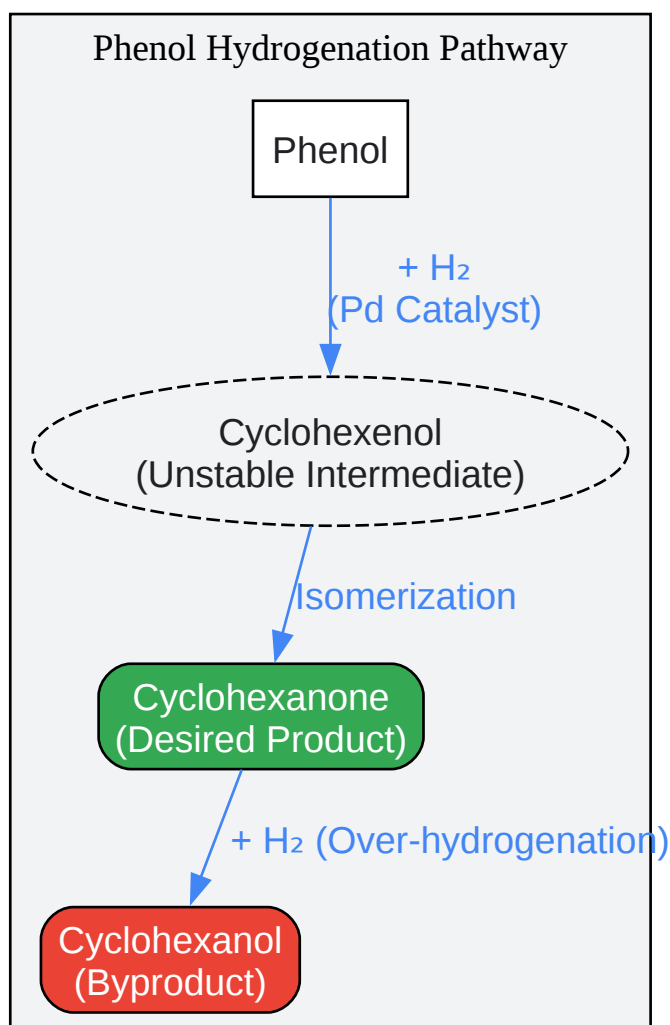 Phenol Hydrogenation Pathway
Phenol
+ H₂
(Pd Catalyst)
Cyclohexenol
(Unstable Intermediate)
Isomerization
Cyclohexanone
(Desired Product)
+ H₂ (Over-hydrogenation)
Cyclohexanol
(Byproduct)